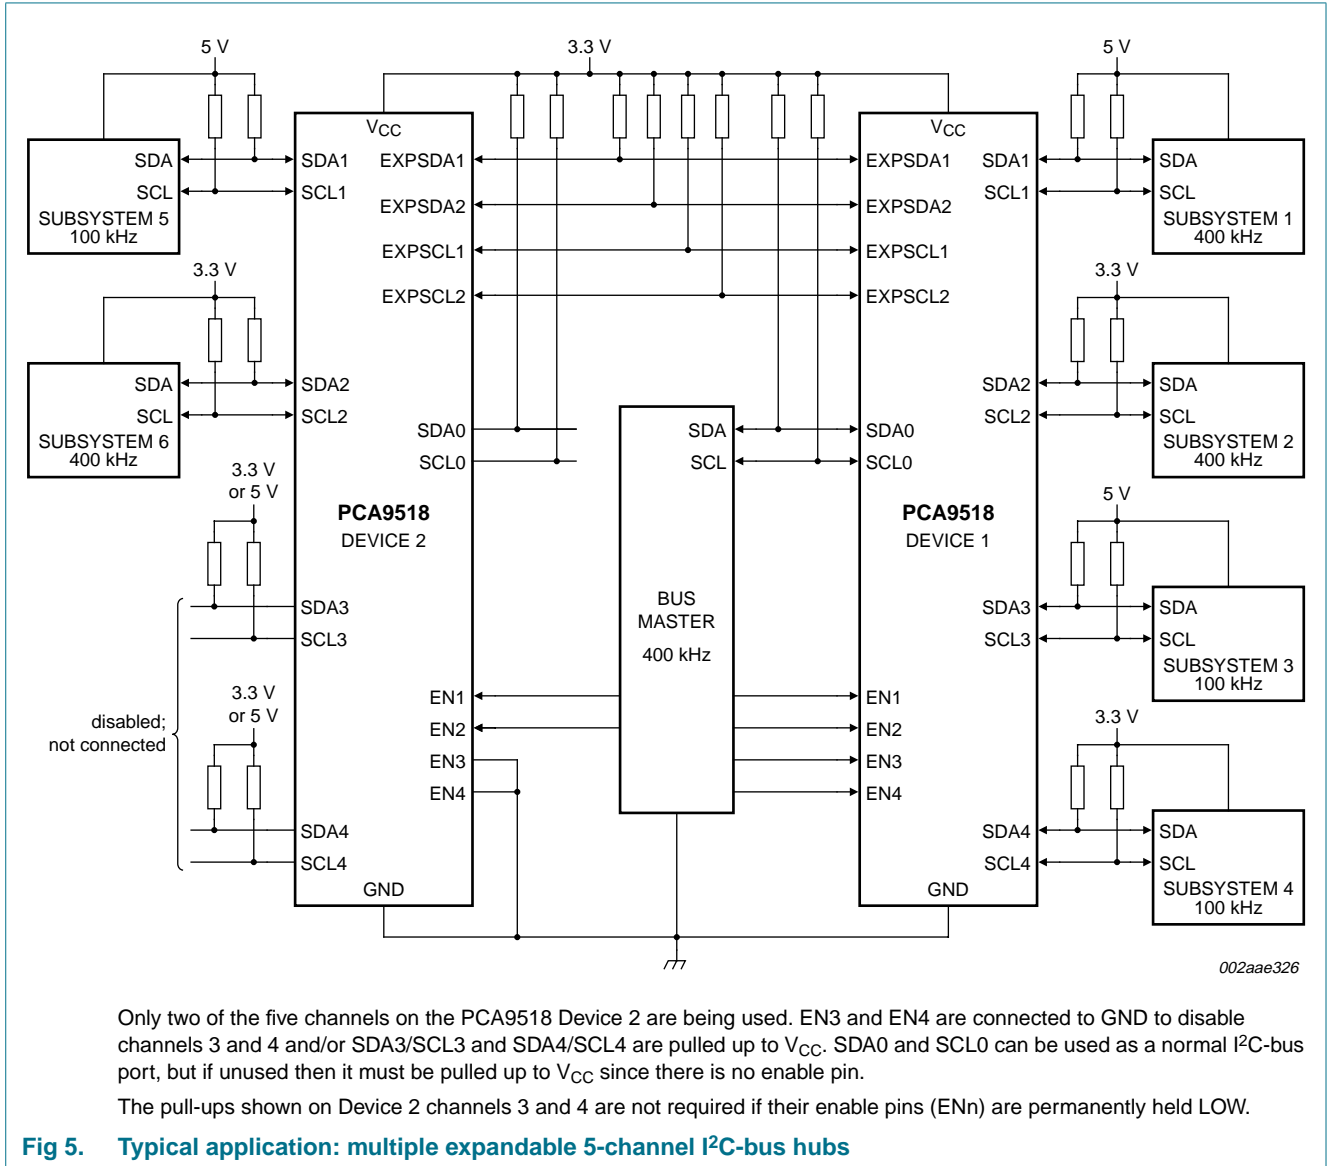 5 V
3.3 V
5 V
VCC
VCC
SDA
SDA1
EXPSDA1
EXPSDA1
SDA1
SDA
SCL
SCL1
SCL1
SCL
SUBSYSTEM 5
100 kHz
EXPSDA2
EXPSDA2
SUBSYSTEM 1
400 kHz
EXPSCL1
EXPSCL1
3.3 V
3.3 V
EXPSCL2
EXPSCL2
SDA
SDA2
SDA2
SDA
SCL
SCL2
SCL2
SCL
SUBSYSTEM 6
400 kHz
SDA0
SDA
SDA0
SUBSYSTEM 2
400 kHz
SCL0
SCL
SCL0
3.3 V
or 5 V
5 V
PCA9518
DEVICE 2
PCA9518
DEVICE 1
BUS
MASTER
400 kHz
SDA3
SDA3
SDA
SCL3
SCL3
SCL
SUBSYSTEM 3
100 kHz
3.3 V
or 5 V
EN1
EN1
3.3 V
disabled;
not connected
EN2
EN2
EN3
EN3
EN4
EN4
SDA4
SDA4
SDA
SCL4
SCL4
SCL
GND
GND
SUBSYSTEM 4
100 kHz
002aae326
Only two of the five channels on the PCA9518 Device 2 are being used. EN3 and EN4 are connected to GND to disable
channels 3 and 4 and/or SDA3/SCL3 and SDA4/SCL4 are pulled up to VCC. SDA0 and SCL0 can be used as a normal I2C-bus
port, but if unused then it must be pulled up to VCC since there is no enable pin.
The pull-ups shown on Device 2 channels 3 and 4 are not required if their enable pins (ENn) are permanently held LOW.
Fig 5. Typical application: multiple expandable 5-channel I2C-bus hubs